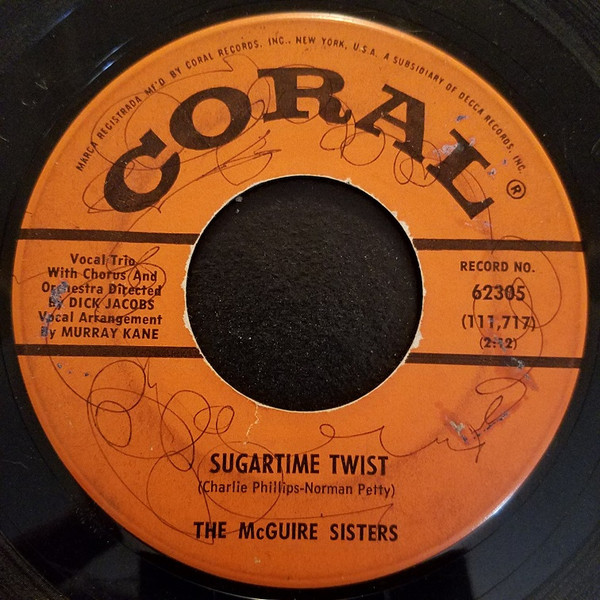 MARCA REGISTRADA MF'D BY CORAL RECORDS, INC., NEW YORK, U.S.A. A SUBSIDIARY OF DECCA RECORDS, INC.
CORAL®
Vocal Trio
With Chorus And
Orchestra Directed
By DICK JACOBS
Vocal Arrangement
By MURRAY KANE
RECORD NO.
62305
(111,717)
(2:12)
SUGARTIME TWIST
(Charlie Phillips-Norman Petty)
THE McGUIRE SISTERS